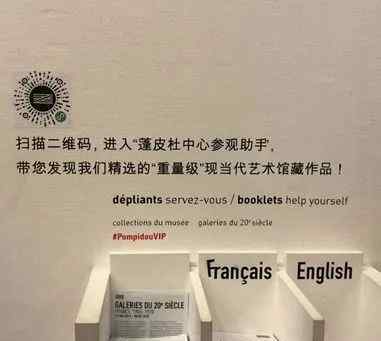 扫描二维码，进入“蓬皮杜中心参观助手”，
带您发现我们精选的“重量级”现当代艺术馆藏作品！
dépliants servez-vous / booklets help yourself
collections du musée galeries du 20e siècle
#PompidouVIP
Français English
GALERIES DU 20e SIÈCLE